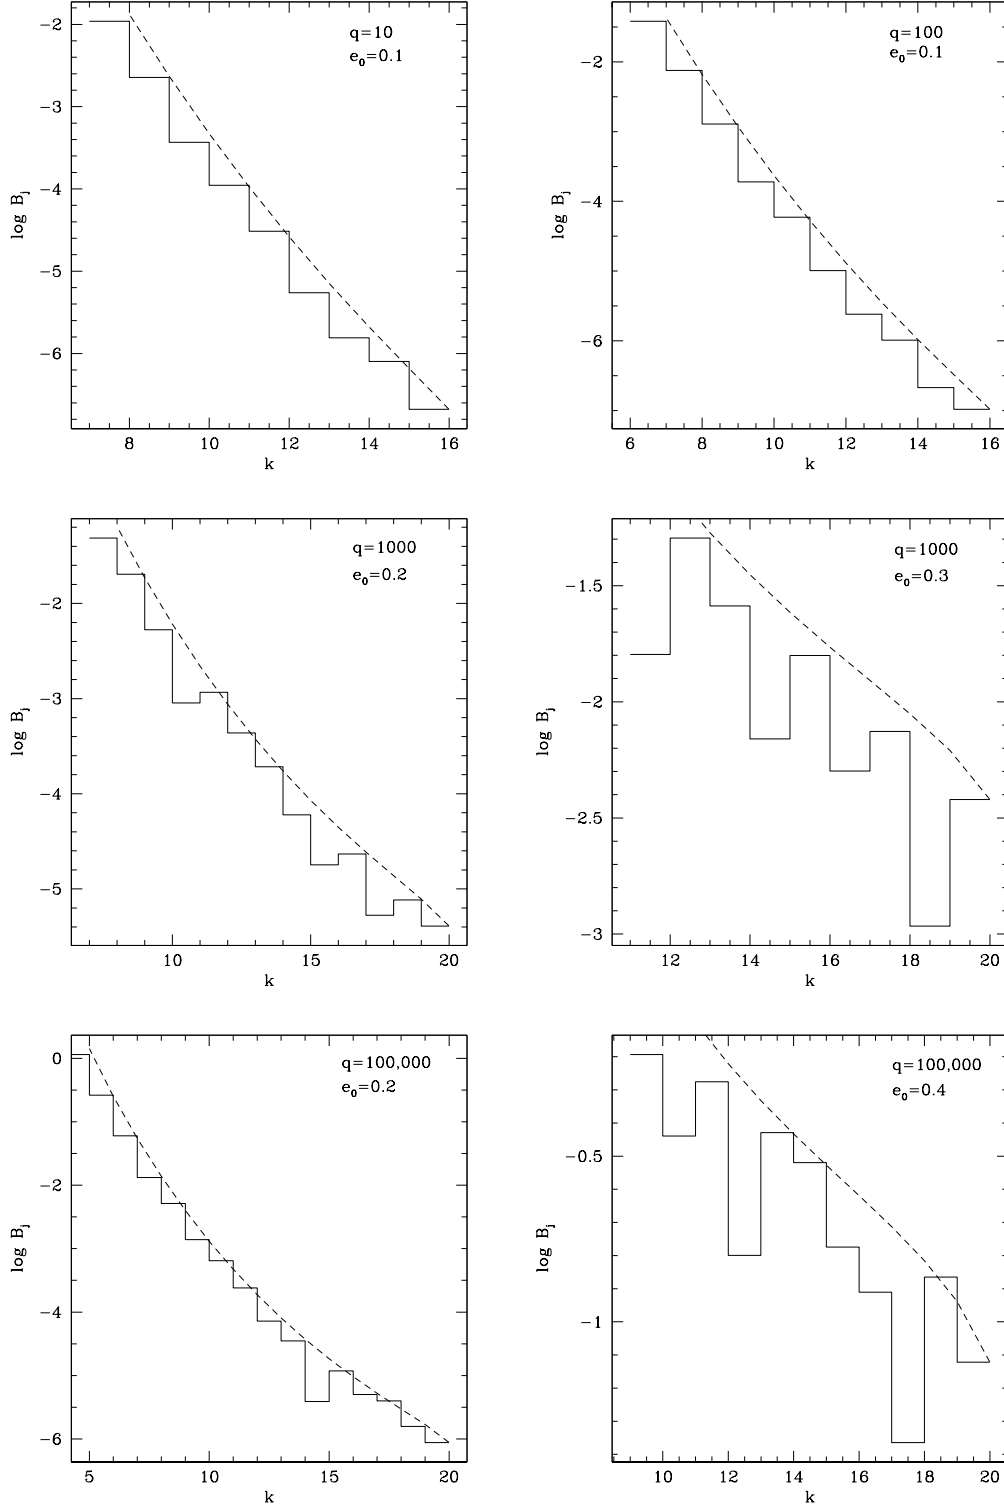 q=10
e₀=0.1
−2
−3
−4
−5
−6
log Bⱼ
8 10 12 14 16
k
q=100
e₀=0.1
−2
−4
−6
log Bⱼ
6 8 10 12 14 16
k
q=1000
e₀=0.2
−2
−3
−4
−5
log Bⱼ
10 15 20
k
q=1000
e₀=0.3
−1.5
−2
−2.5
−3
log Bⱼ
12 14 16 18 20
k
q=100,000
e₀=0.2
0
−2
−4
−6
log Bⱼ
5 10 15 20
k
q=100,000
e₀=0.4
−0.5
−1
log Bⱼ
10 12 14 16 18 20
k